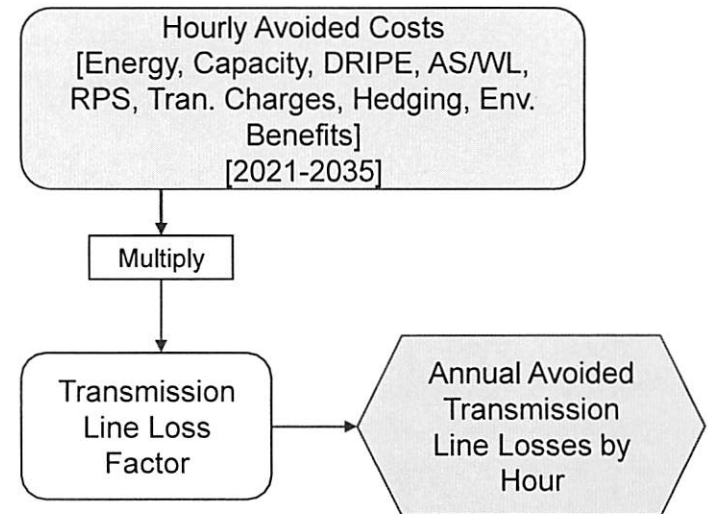 Hourly Avoided Costs
[Energy, Capacity, DRIPE, AS/WL,
RPS, Tran. Charges, Hedging, Env.
Benefits]
[2021-2035]
Multiply
Transmission
Line Loss
Factor
Annual Avoided
Transmission
Line Losses by
Hour